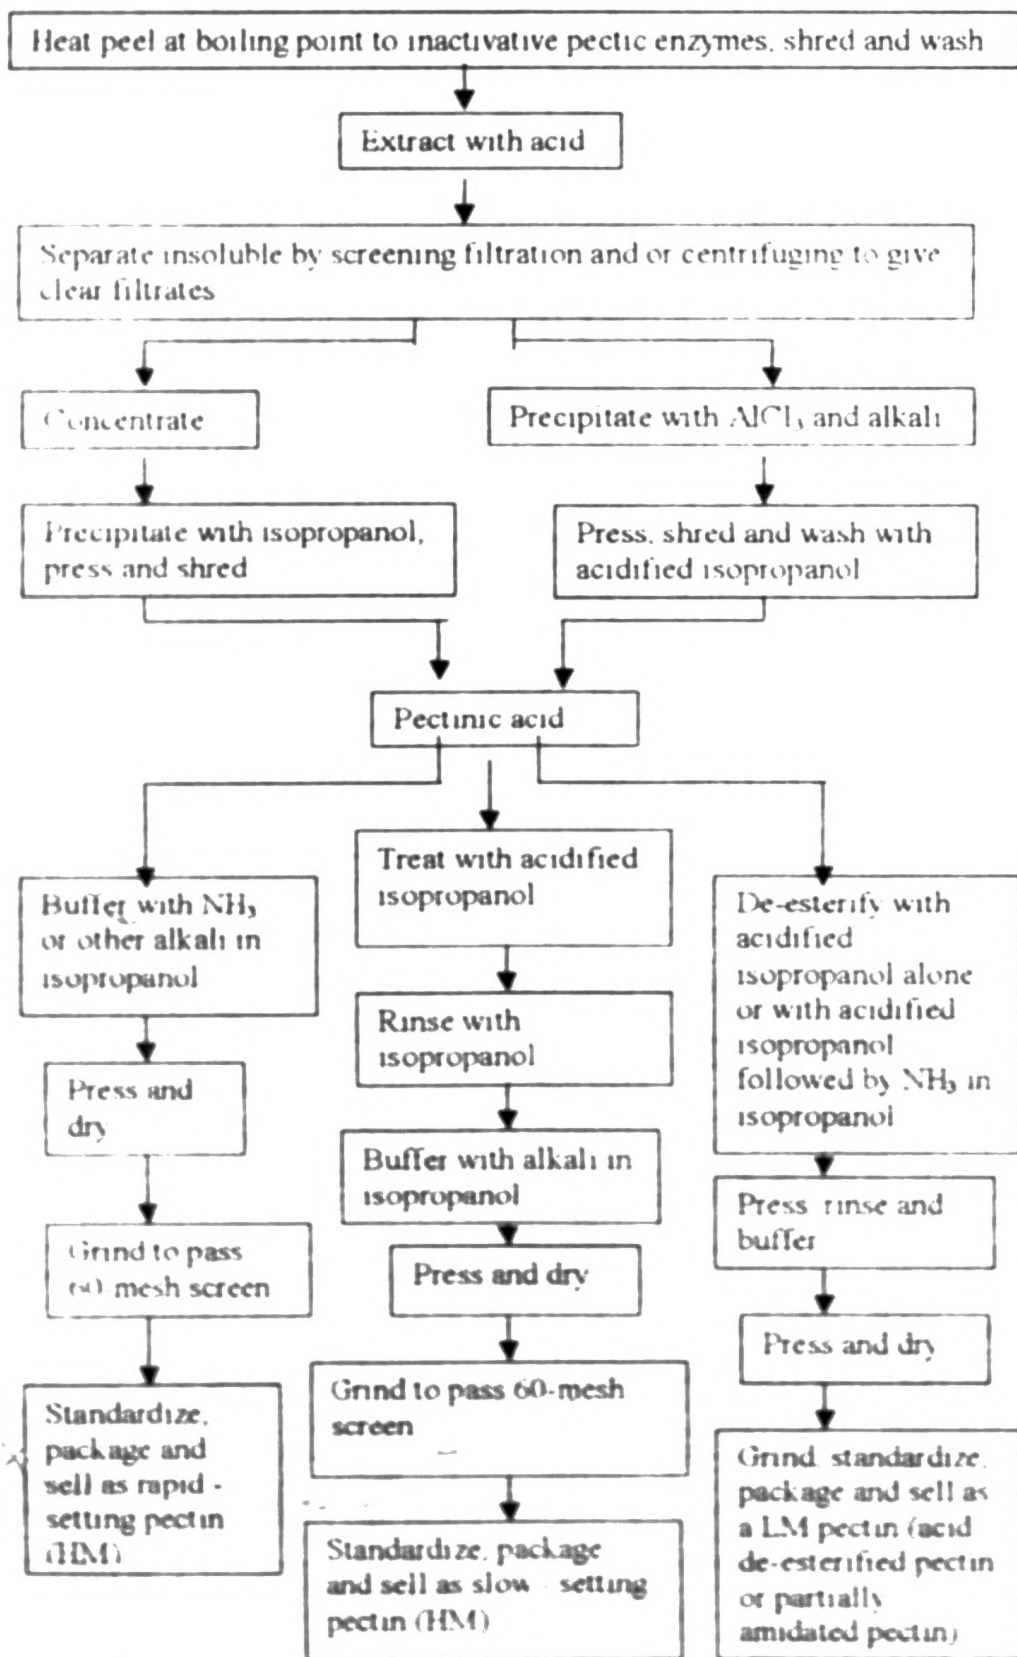 Heat peel at boiling point to inactivative pectic enzymes, shred and wash
Extract with acid
Separate insoluble by screening filtration and or centrifuging to give
clear filtrates
Concentrate
Precipitate with AlCl₃ and alkali
Precipitate with isopropanol,
press and shred
Press, shred and wash with
acidified isopropanol
Pectinic acid
Buffer with NH₃
or other alkali in
isopropanol
Press and
dry
Grind to pass
60-mesh screen
Standardize,
package and
sell as rapid -
setting pectin
(HM)
Treat with acidified
isopropanol
Rinse with
isopropanol
Buffer with alkali in
isopropanol
Press and dry
Grind to pass 60-mesh
screen
Standardize, package
and sell as slow - setting
pectin (HM)
De-esterify with
acidified
isopropanol alone
or with acidified
isopropanol
followed by NH₃ in
isopropanol
Press rinse and
buffer
Press and dry
Grind, standardize,
package and sell as
a LM pectin (acid
de-esterified pectin
or partially
amidated pectin)